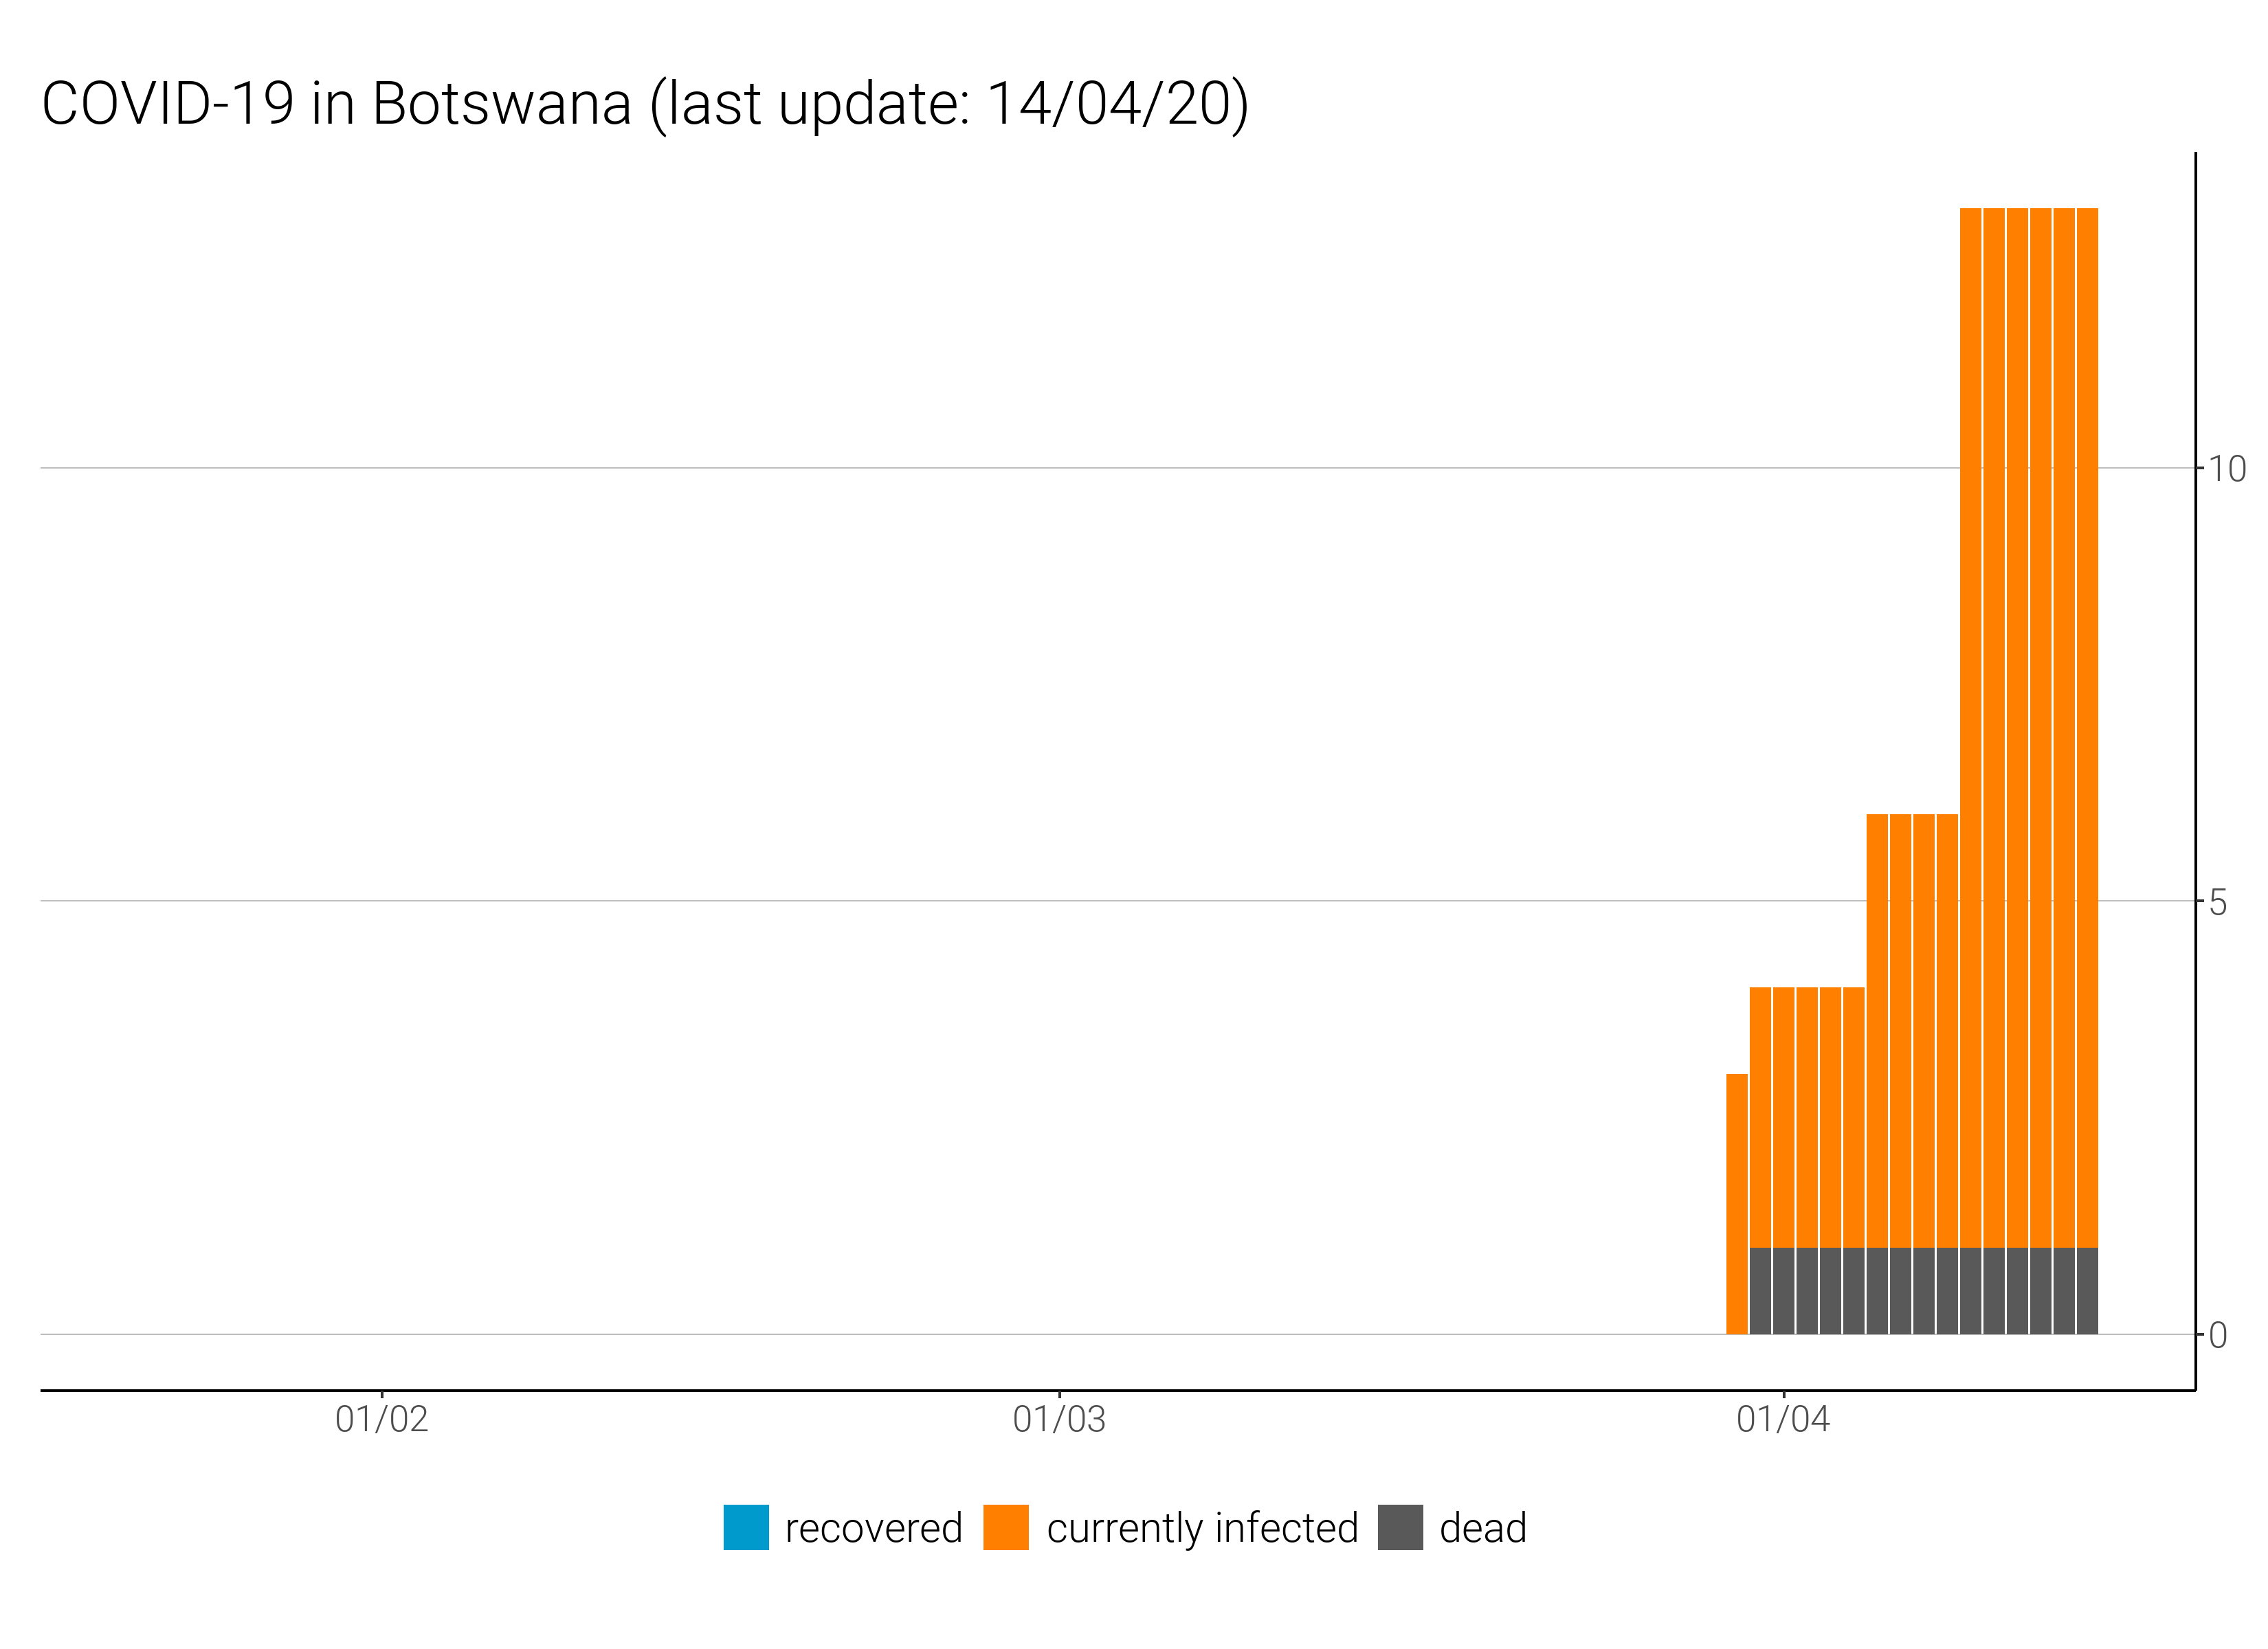 COVID-19 in Botswana (last update: 14/04/20)
10
5
0
01/02 01/03 01/04
recovered currently infected dead